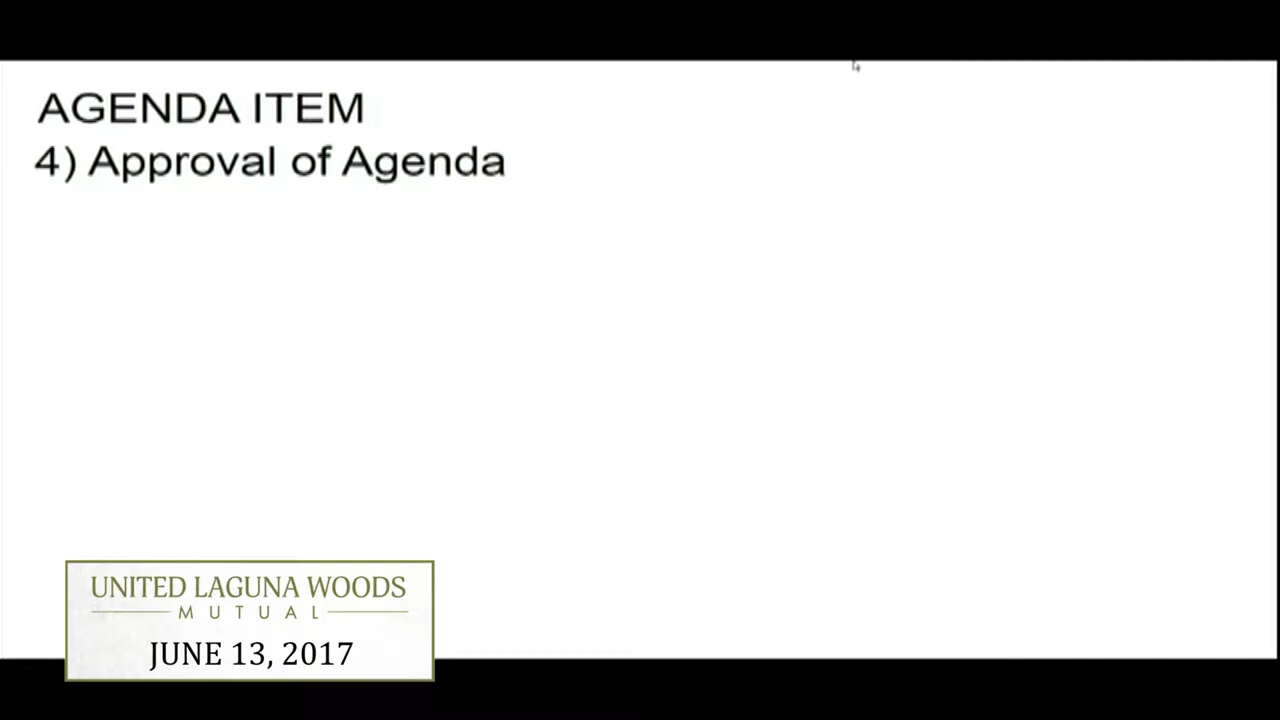 AGENDA ITEM
4) Approval of Agenda
UNITED LAGUNA WOODS
MUTUAL
JUNE 13, 2017